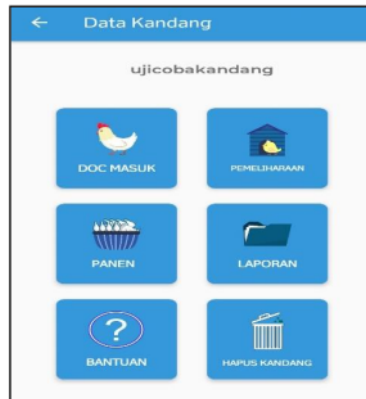 Data Kandang
ujicobakandang
DOC MASUK
PEMELIHARAAN
PANEN
LAPORAN
?
BANTUAN
HAPUS KANDANG